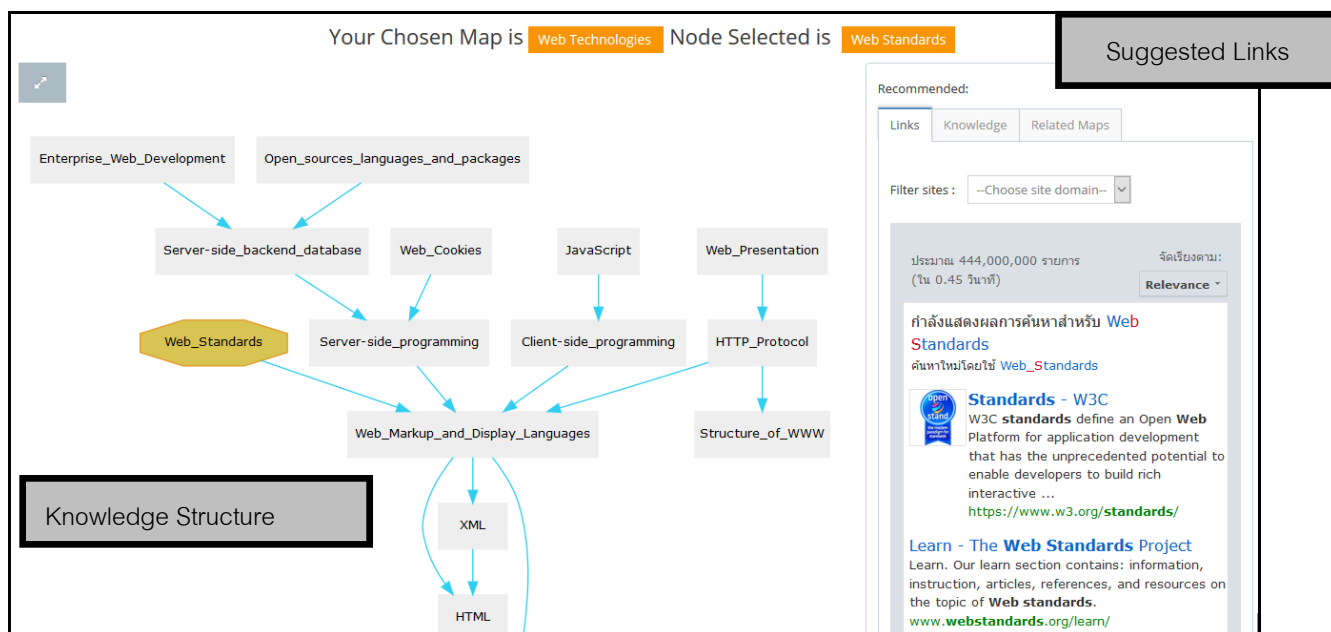 Your Chosen Map is Web Technologies Node Selected is Web Standards
Suggested Links
Recommended:
Links Knowledge Related Maps
Filter sites : --Choose site domain--
ประมาณ 444,000,000 รายการ
(ใน 0.45 วินาที)
จัดเรียงตาม:
Relevance
กำลังแสดงผลการค้นหาสำหรับ Web
Standards
ค้นหาใหม่โดยใช้ Web_Standards
open
stand
Standards - W3C
W3C standards define an Open Web
Platform for application development
that has the unprecedented potential to
enable developers to build rich
interactive ...
https://www.w3.org/standards/
Learn - The Web Standards Project
Learn. Our learn section contains: information,
instruction, articles, references, and resources on
the topic of Web standards.
www.webstandards.org/learn/
Enterprise_Web_Development
Open_sources_languages_and_packages
Server-side_backend_database
Web_Cookies
JavaScript
Web_Presentation
Web_Standards
Server-side_programming
Client-side_programming
HTTP_Protocol
Web_Markup_and_Display_Languages
Structure_of_WWW
Knowledge Structure
XML
HTML